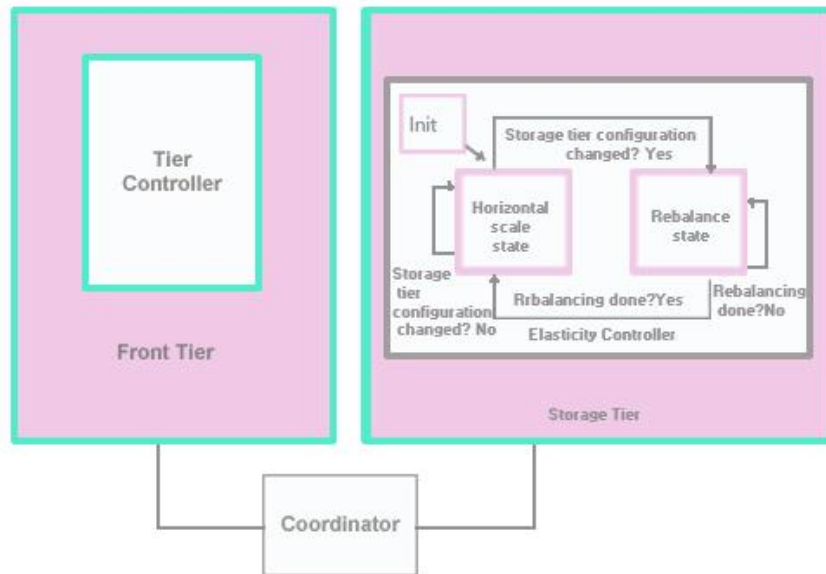 Tier
Controller
Front Tier
Init
Storage tier configuration
changed? Yes
Horizontal
scale
state
Rebalance
state
Storage
tier
configuration
changed? No
Rrbalancing done?Yes
Rebalancing
done?No
Elasticity Controller
Storage Tier
Coordinator